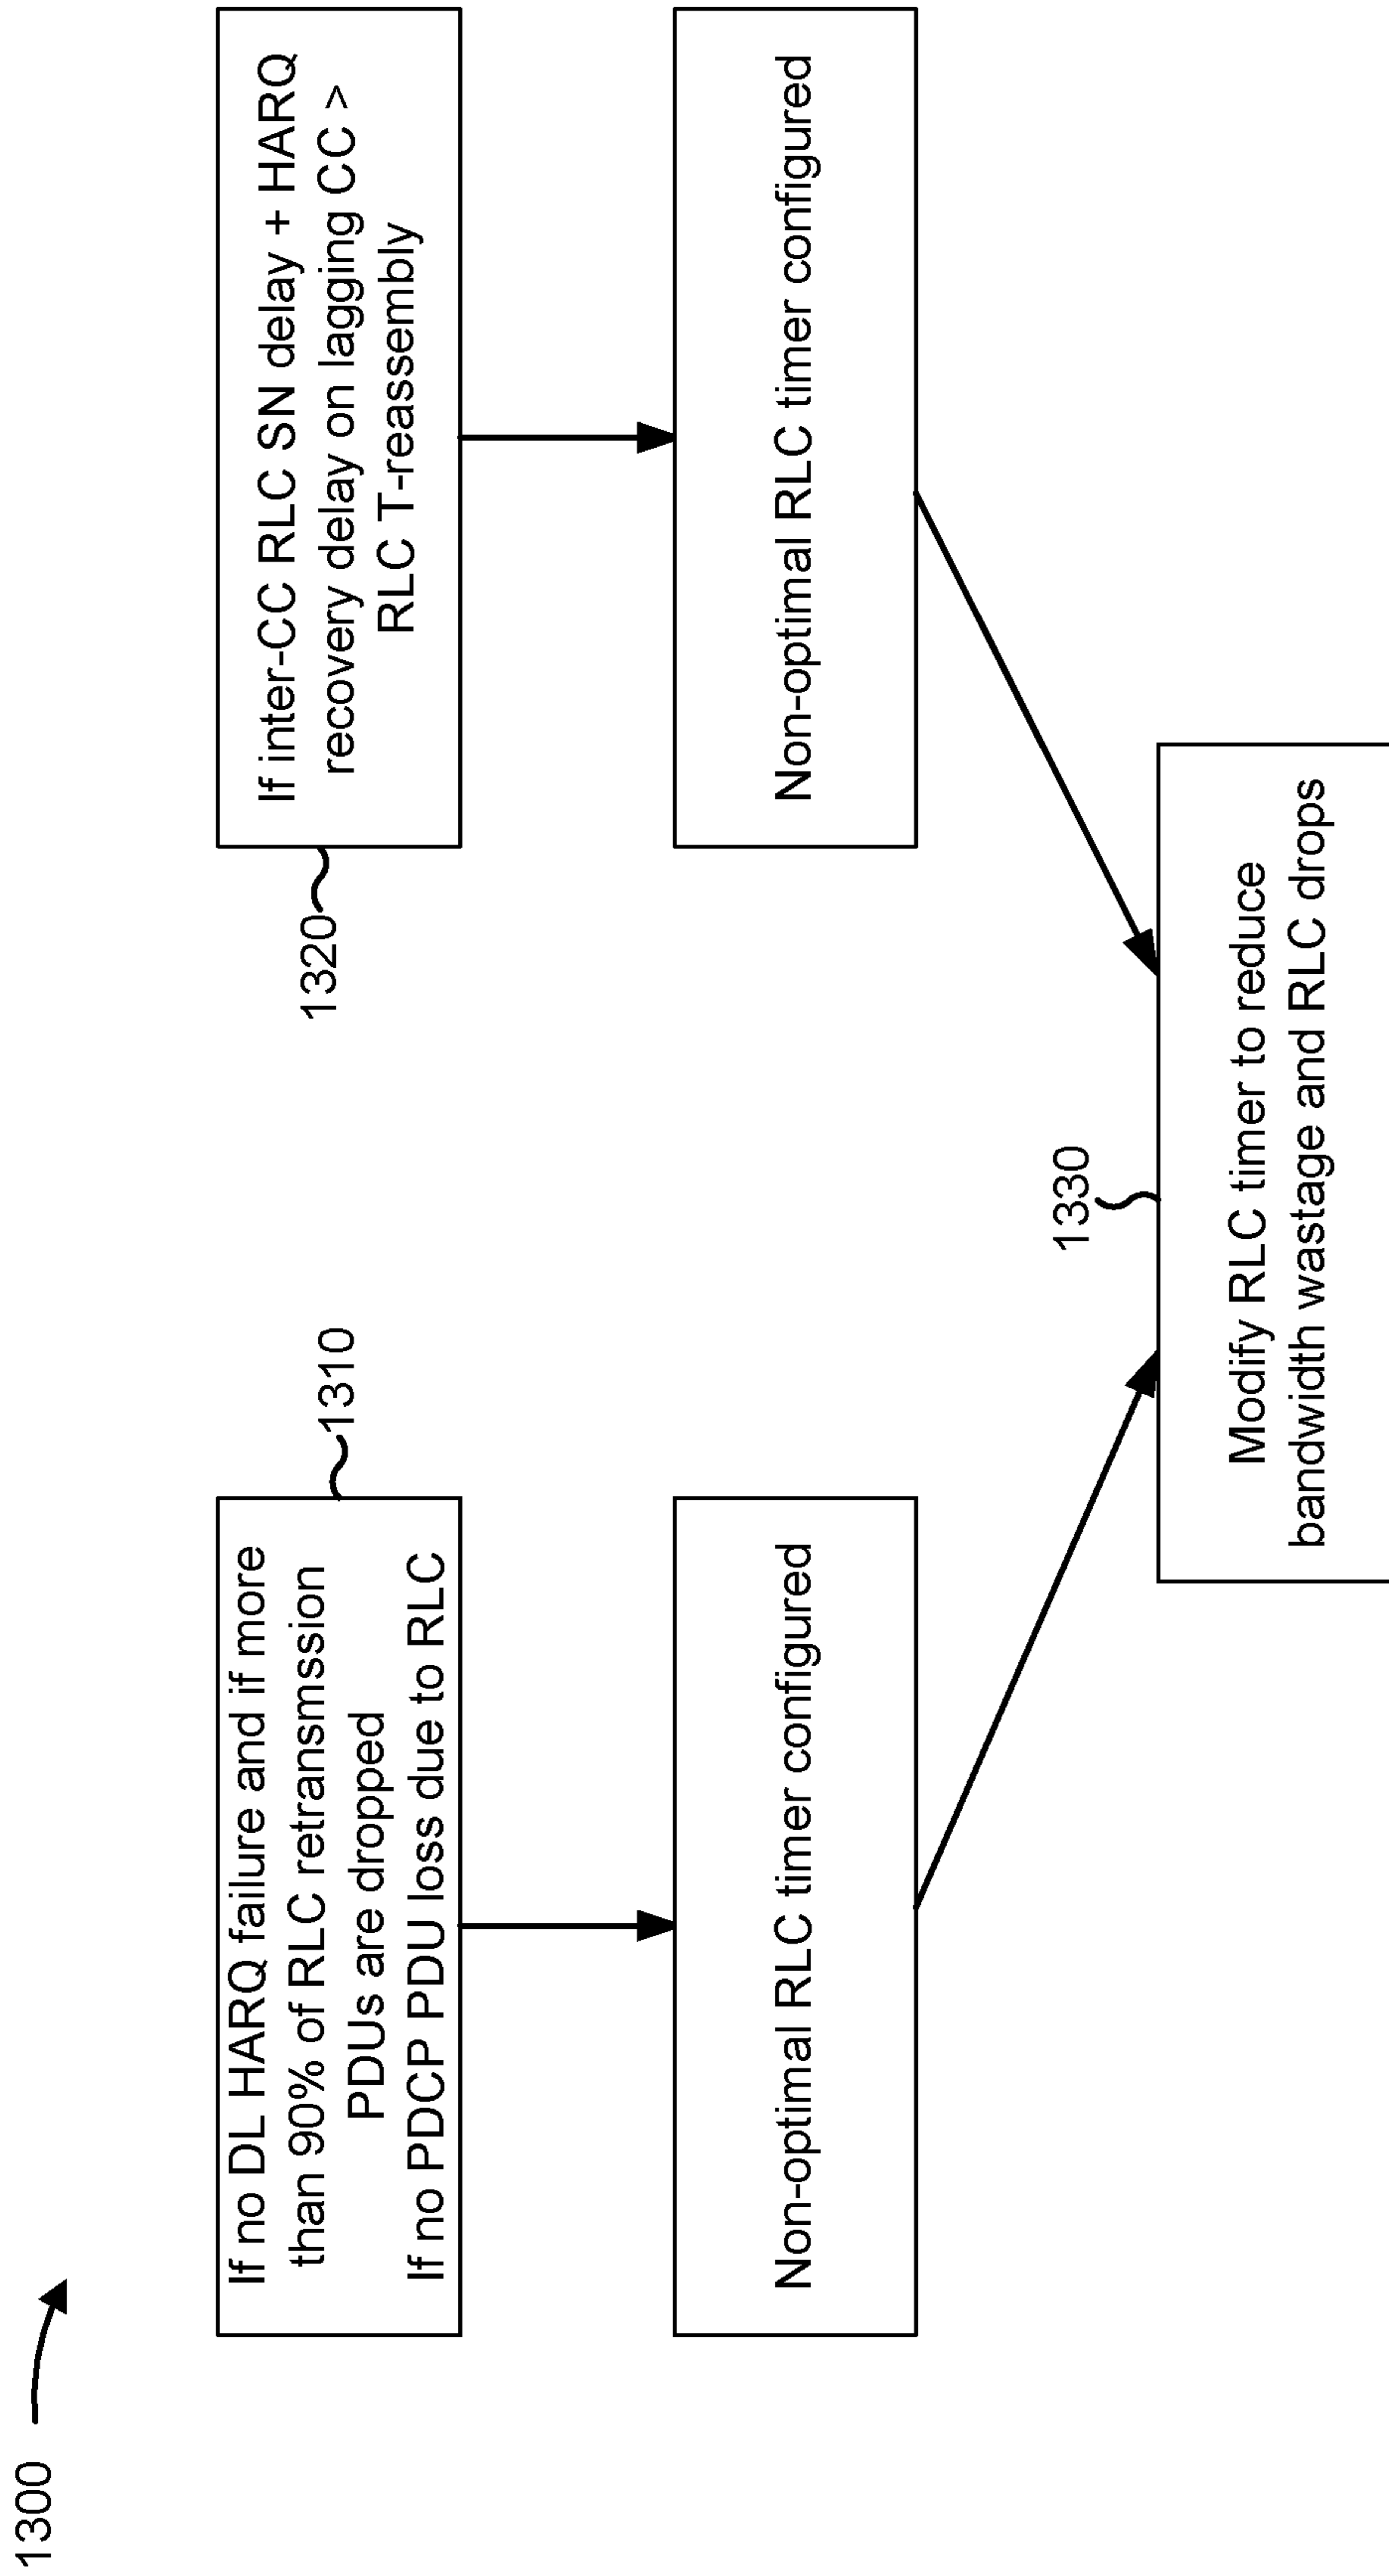 1300
If no DL HARQ failure and if more
than 90% of RLC retransmssion
PDUs are dropped
If no PDCP PDU loss due to RLC
1310
Non-optimal RLC timer configured
1320
If inter-CC RLC SN delay + HARQ
recovery delay on lagging CC >
RLC T-reassembly
Non-optimal RLC timer configured
1330
Modify RLC timer to reduce
bandwidth wastage and RLC drops